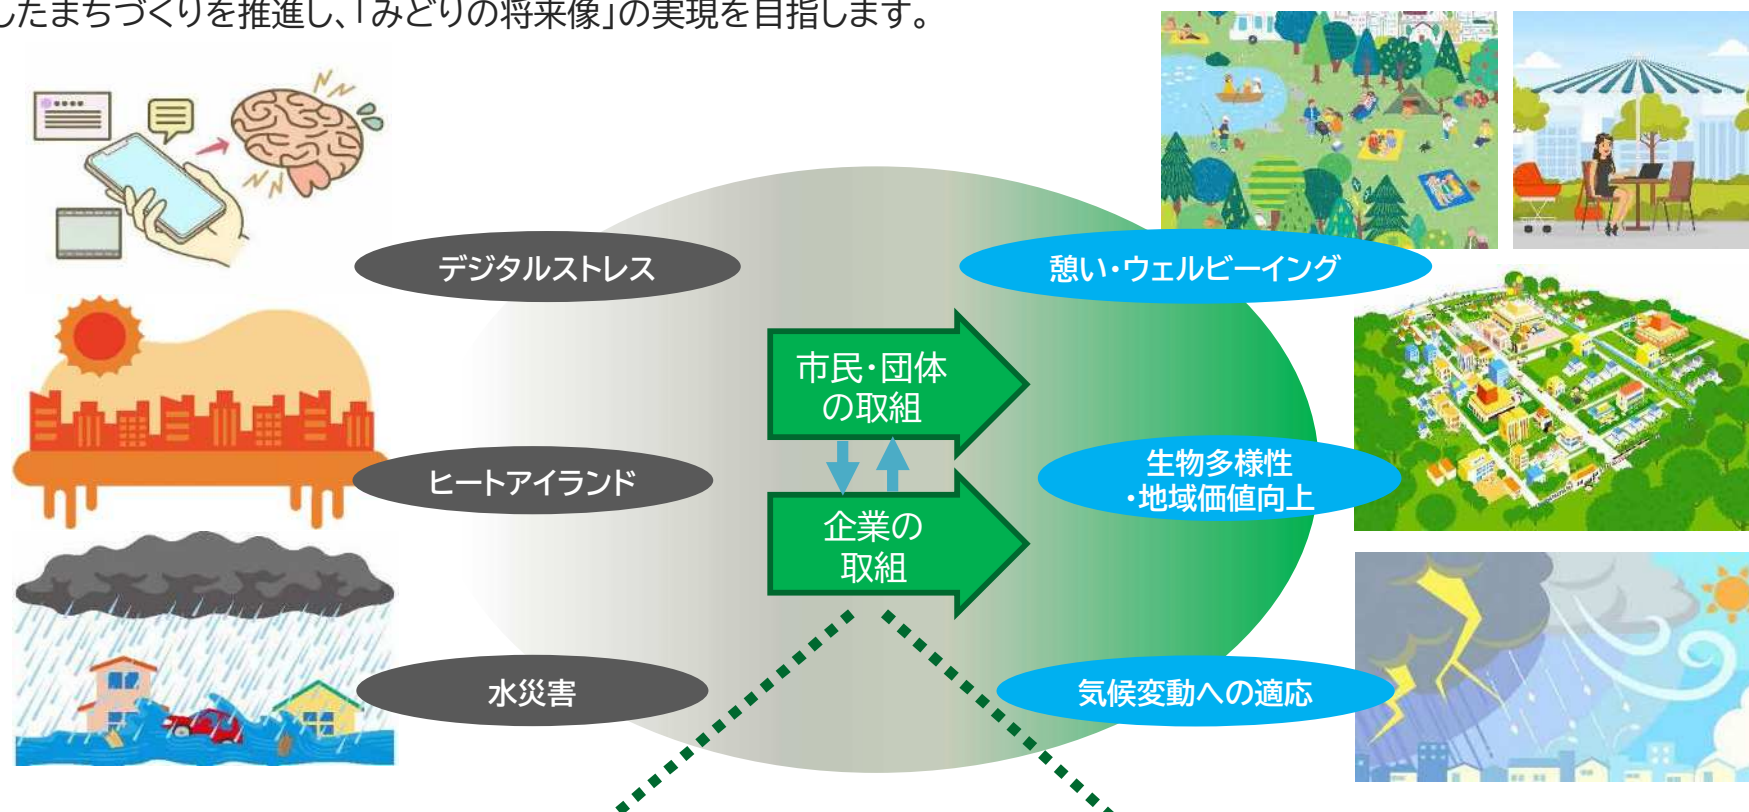 したまちづくりを推進し、「みどりの将来像」の実現を目指します。
デジタルストレス
憩い・ウェルビーイング
市民・団体
の取組
ヒートアイランド
生物多様性
・地域価値向上
企業の
取組
水災害
気候変動への適応